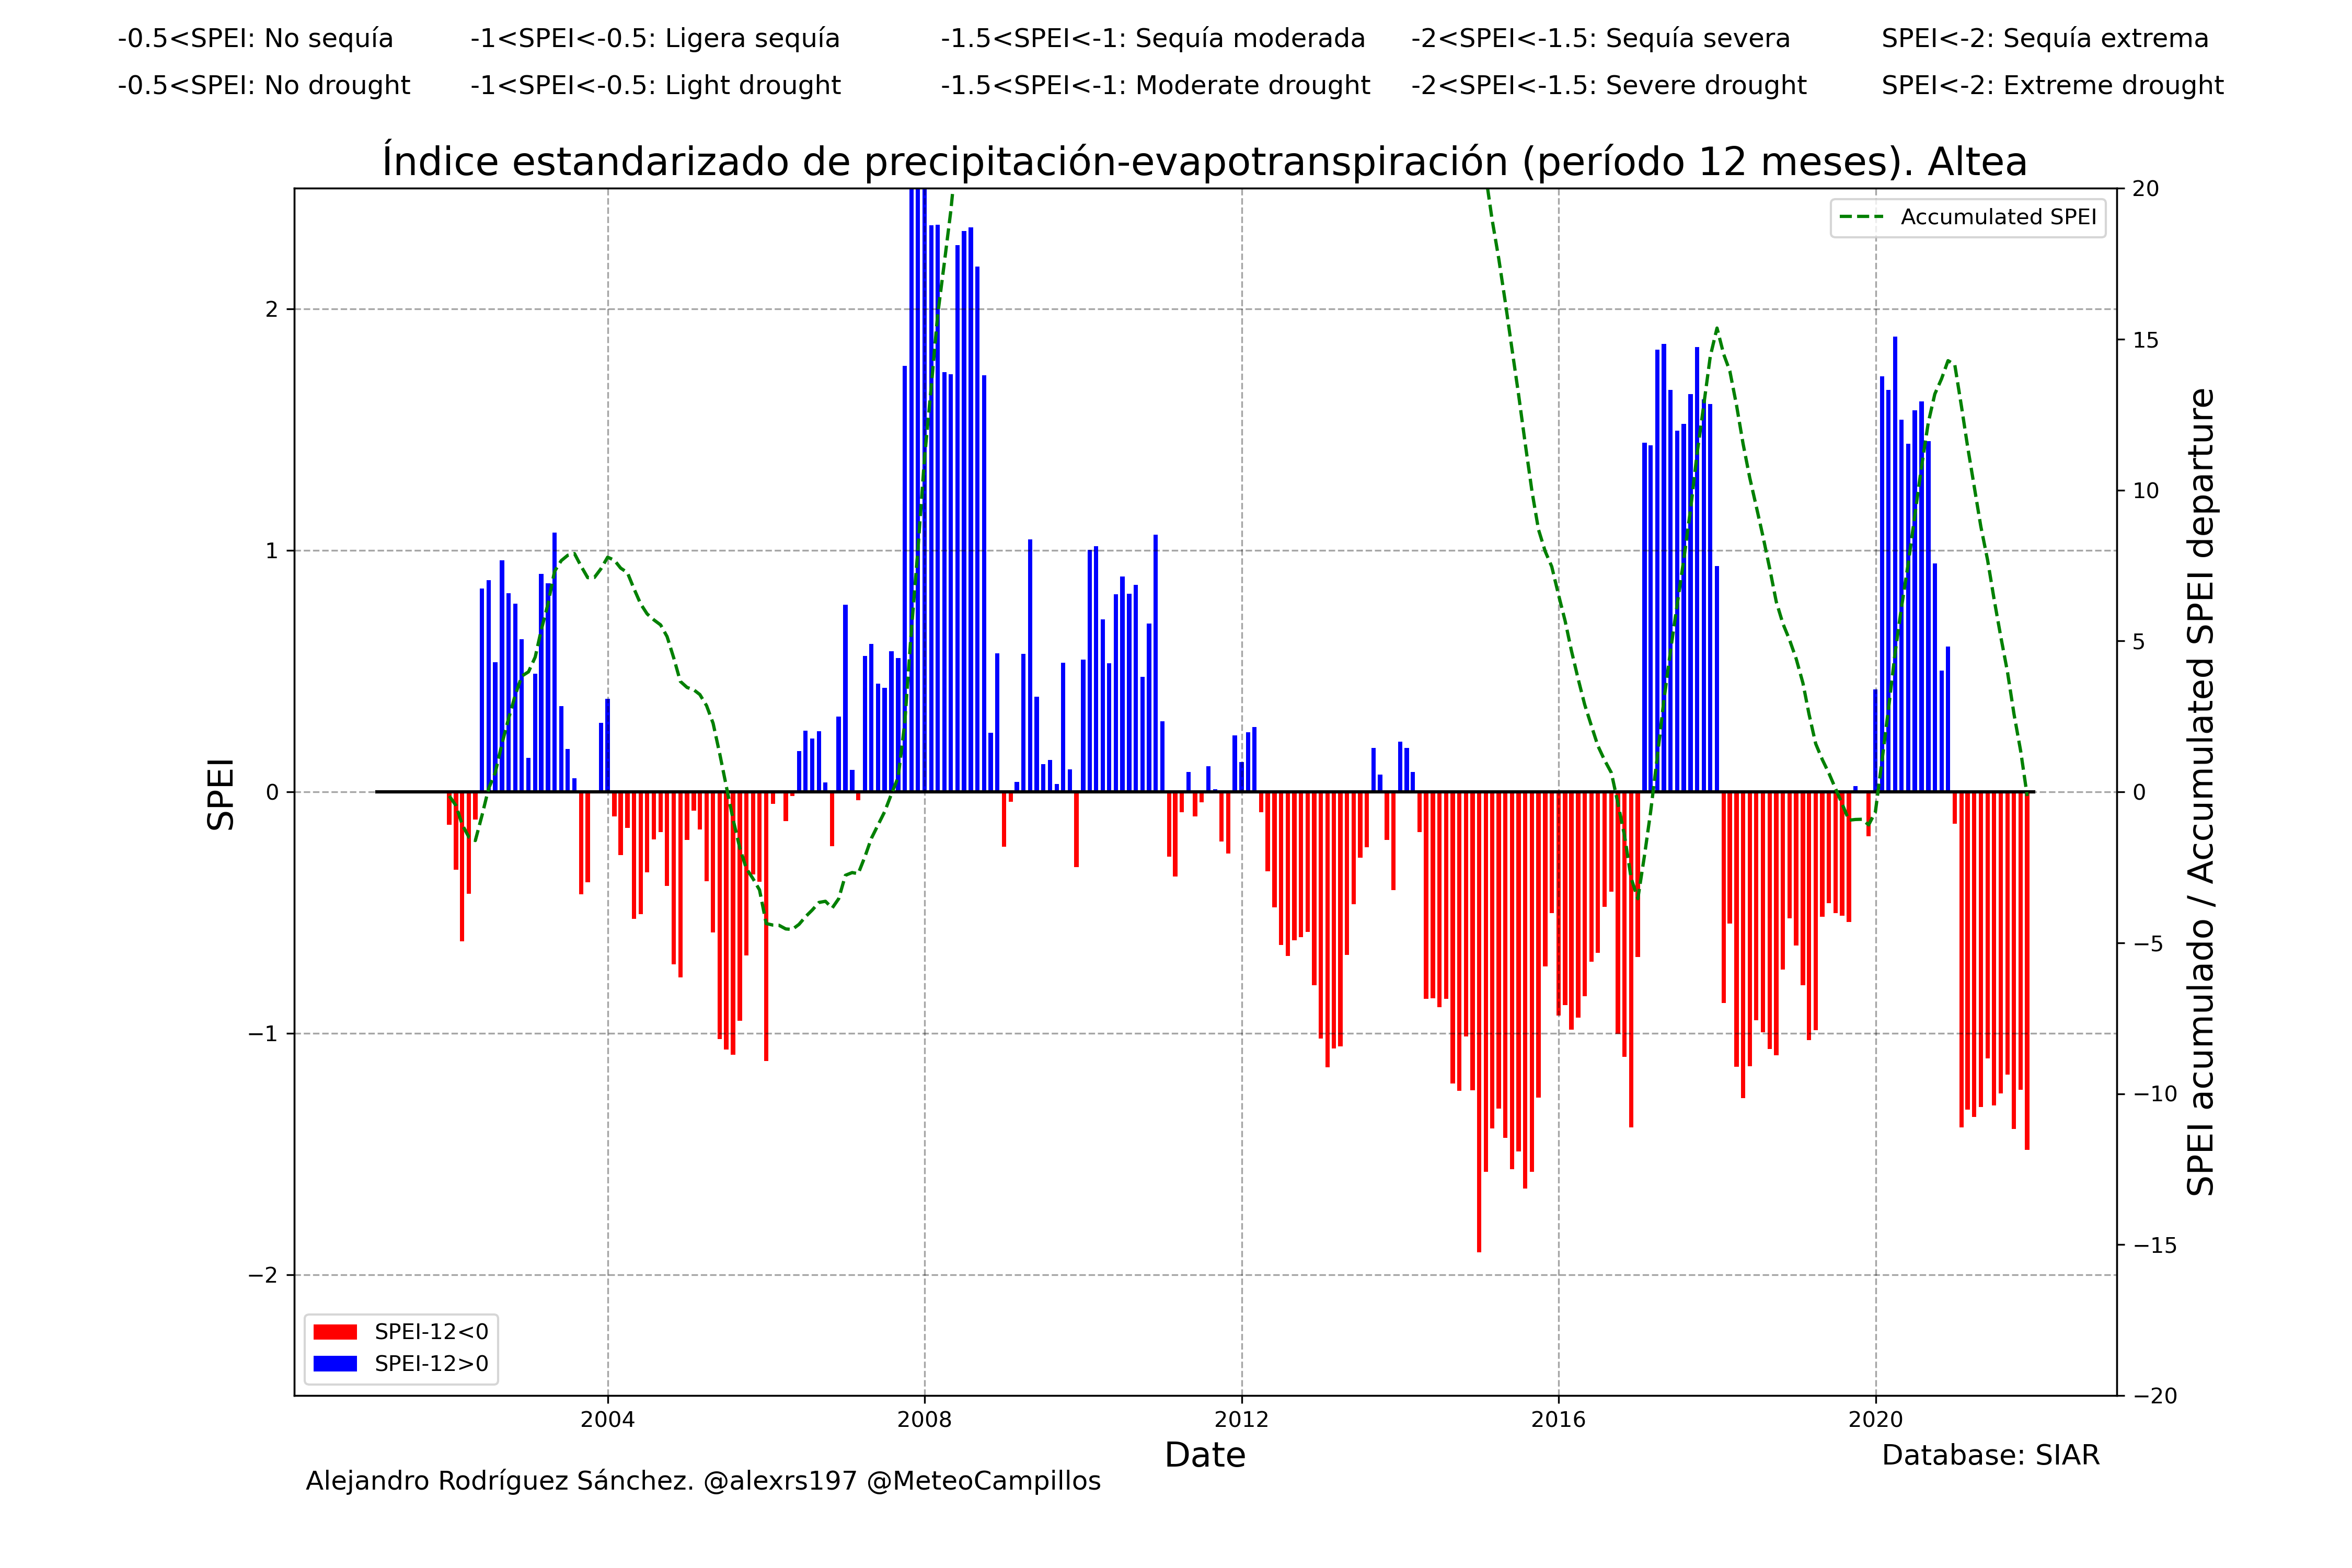 -0.5<SPEI: No sequía -1<SPEI<-0.5: Ligera sequía -1.5<SPEI<-1: Sequía moderada -2<SPEI<-1.5: Sequía severa SPEI<-2: Sequía extrema
-0.5<SPEI: No drought -1<SPEI<-0.5: Light drought -1.5<SPEI<-1: Moderate drought -2<SPEI<-1.5: Severe drought SPEI<-2: Extreme drought
Índice estandarizado de precipitación-evapotranspiración (período 12 meses). Altea
Accumulated SPEI
SPEI
2
1
0
−1
−2
20
15
10
5
0
−5
−10
−15
−20
SPEI acumulado / Accumulated SPEI departure
SPEI-12<0
SPEI-12>0
2004 2008 2012 2016 2020
Date
Database: SIAR
Alejandro Rodríguez Sánchez. @alexrs197 @MeteoCampillos